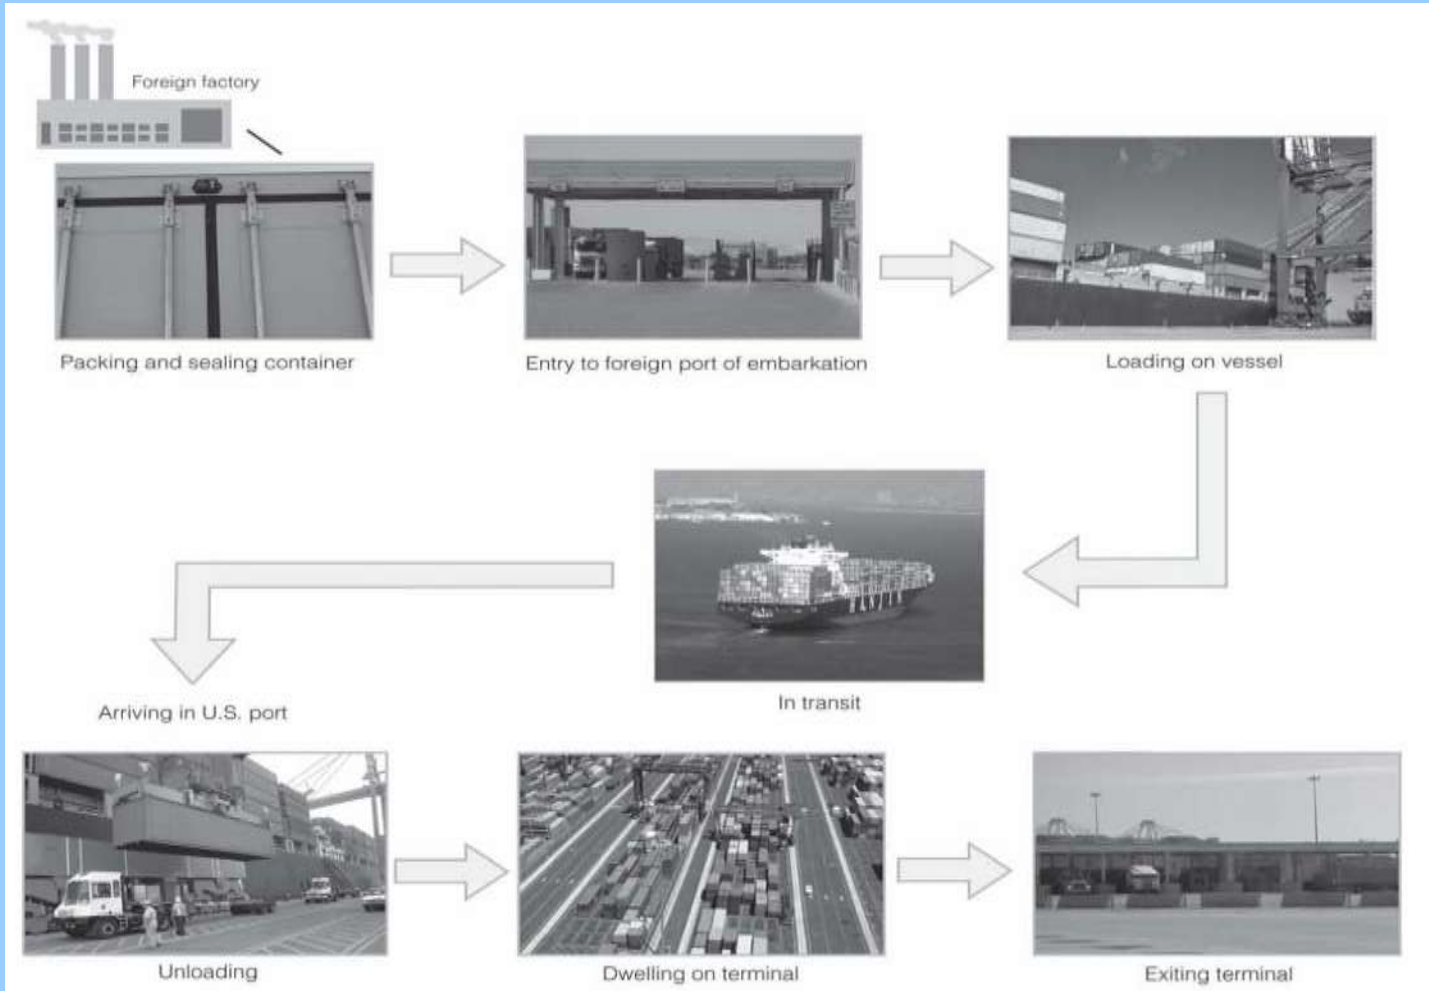 Foreign factory
Packing and sealing container
Entry to foreign port of embarkation
Loading on vessel
HANJIN
In transit
Arriving in U.S. port
Unloading
Dwelling on terminal
Exiting terminal